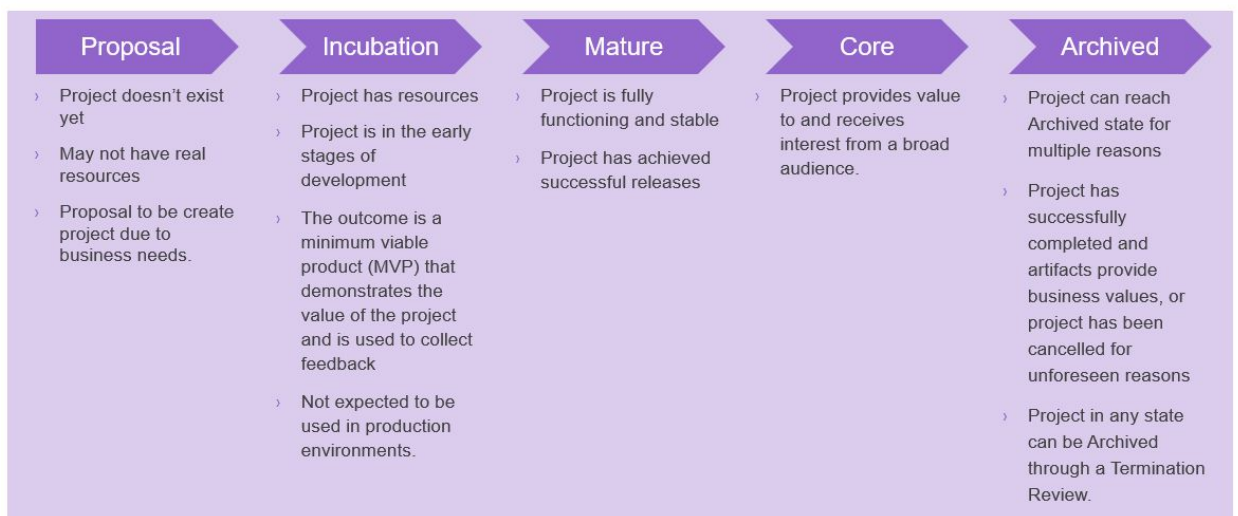 Proposal
Project doesn't exist
yet
May not have real
resources
Proposal to be create
project due to
business needs.
Incubation
Project has resources
Project is in the early
stages of
development
The outcome is a
minimum viable
product (MVP) that
demonstrates the
value of the project
and is used to collect
feedback
Not expected to be
used in production
environments.
Mature
Project is fully
functioning and stable
Project has achieved
successful releases
Core
Project provides value
to and receives
interest from a broad
audience.
Archived
Project can reach
Archived state for
multiple reasons
Project has
successfully
completed and
artifacts provide
business values, or
project has been
cancelled for
unforeseen reasons
Project in any state
can be Archived
through a Termination
Review.